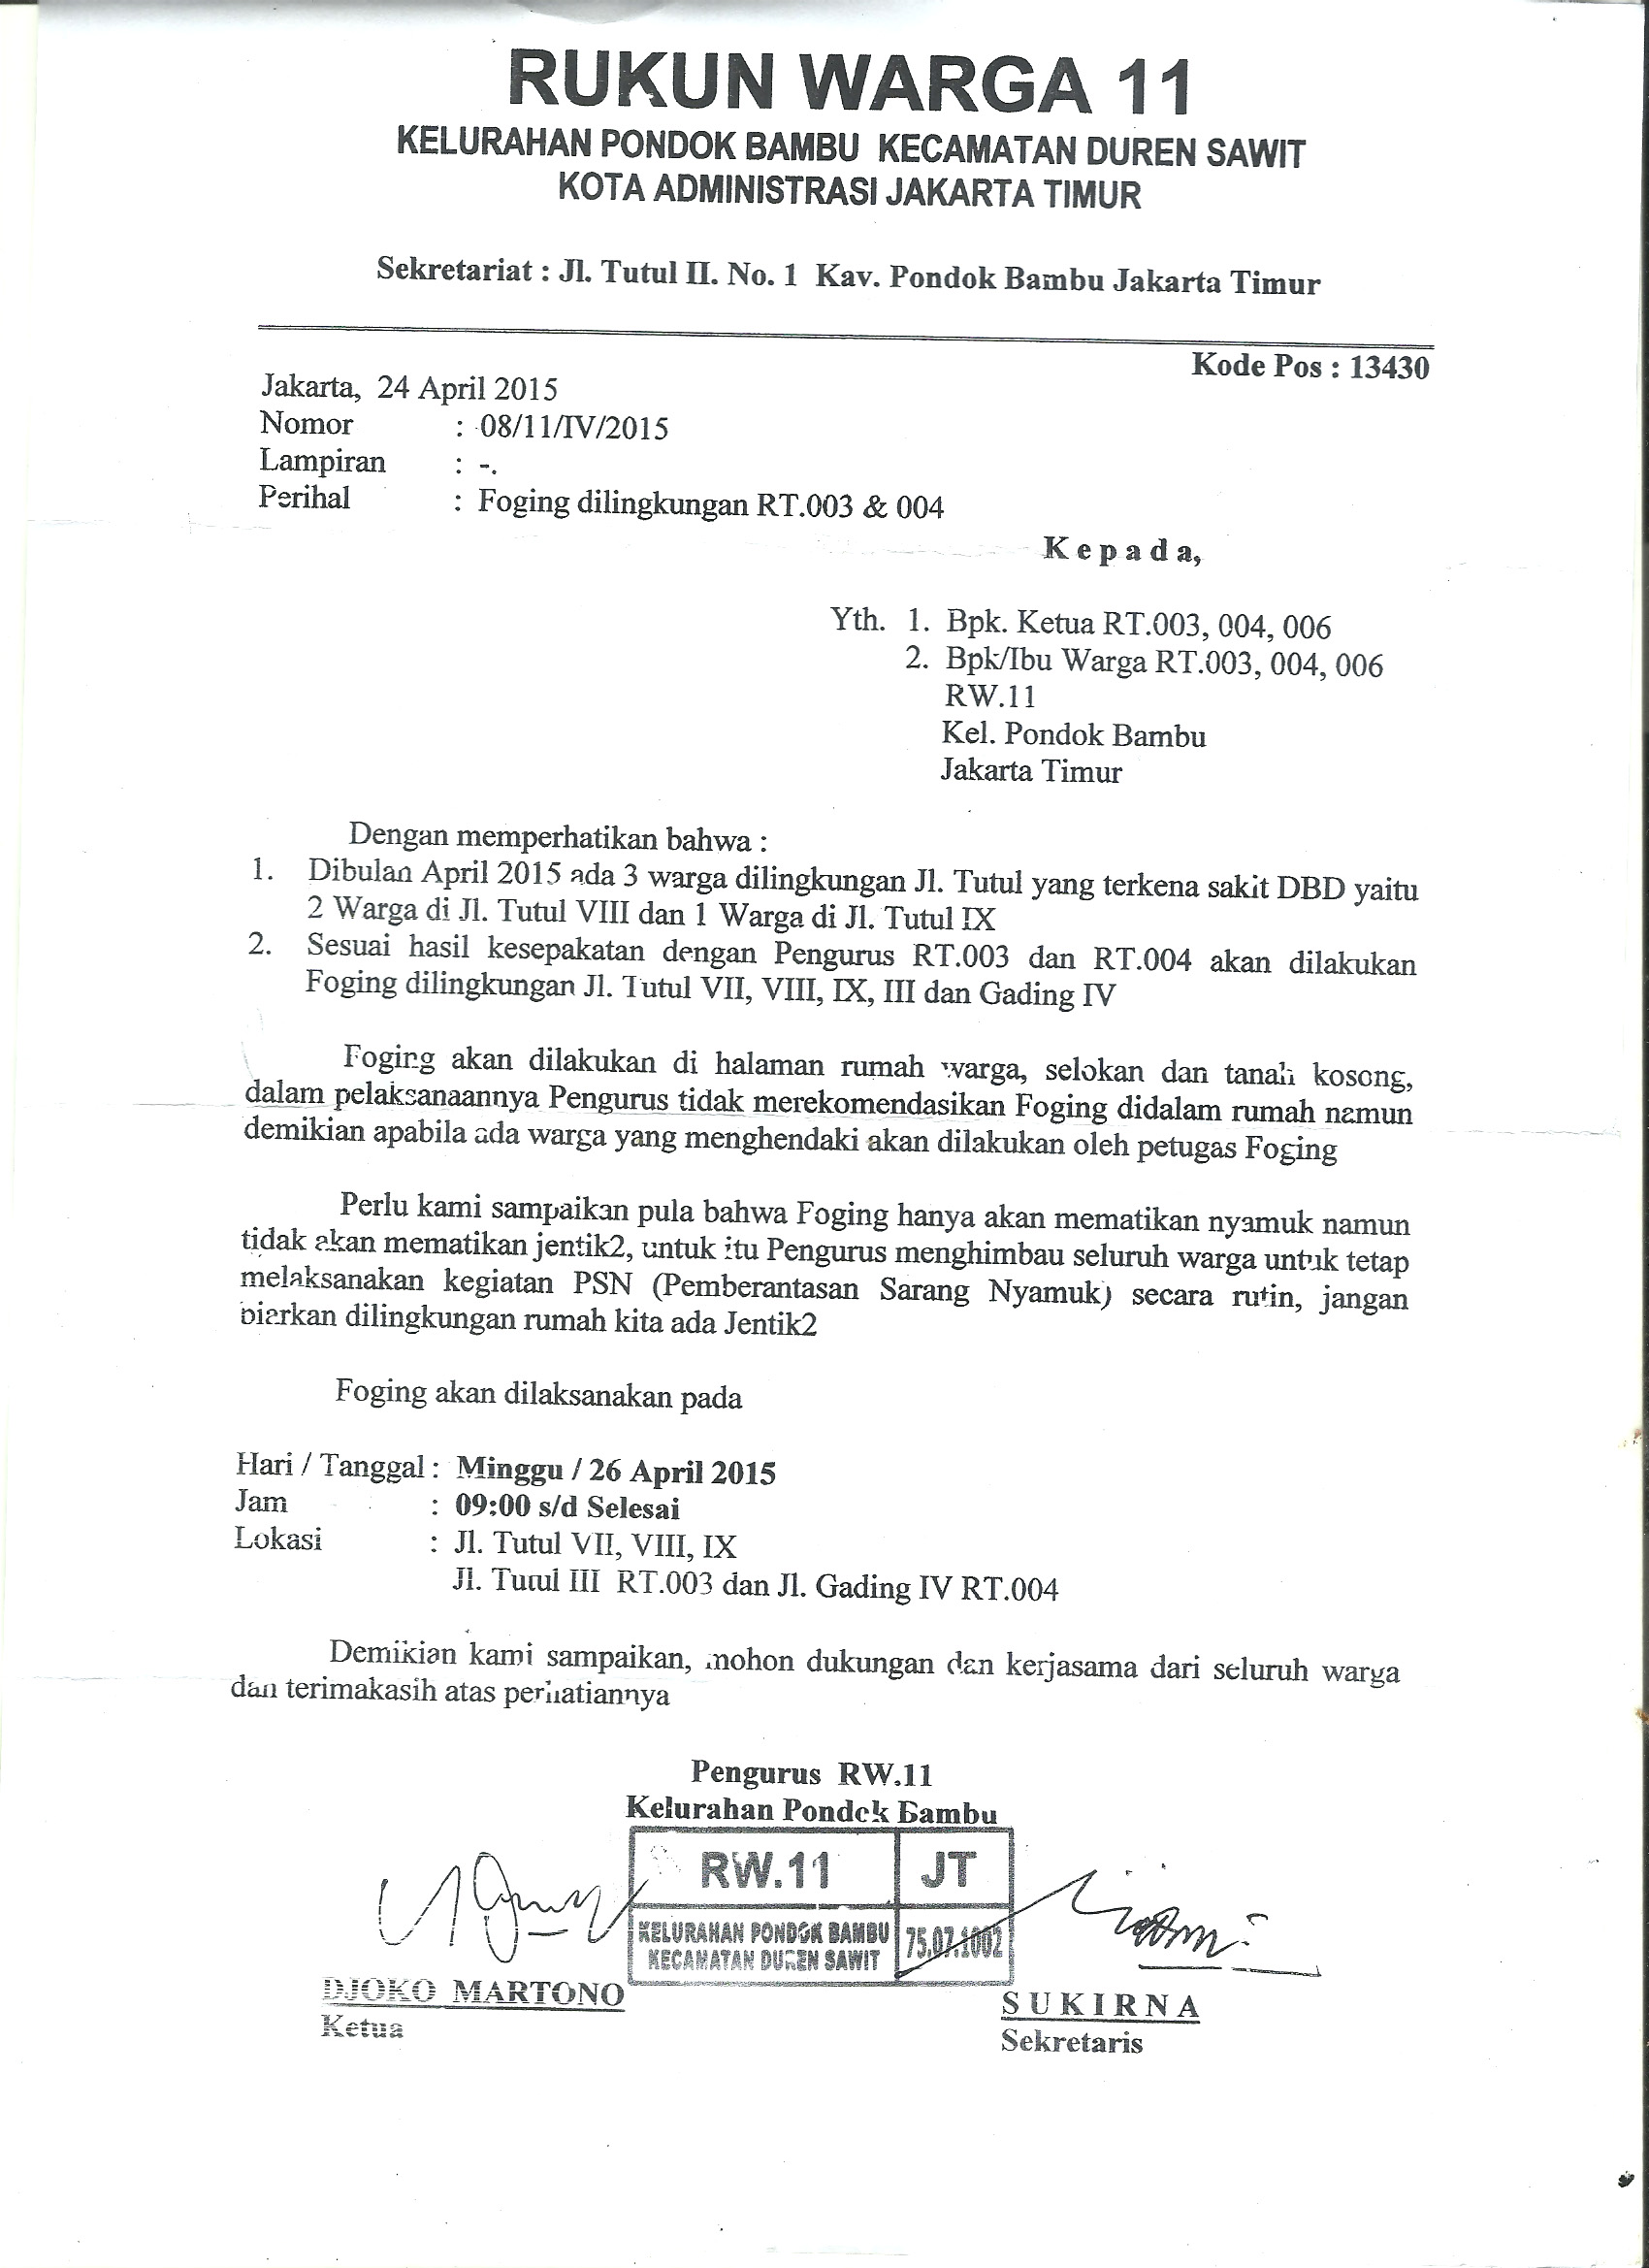 RUKUN WARGA 11
KELURAHAN PONDOK BAMBU KECAMATAN DUREN SAWIT
KOTA ADMINISTRASI JAKARTA TIMUR
Sekretariat : Jl. Tutul II. No. 1 Kav. Pondok Bambu Jakarta Timur
Kode Pos : 13430
Jakarta, 24 April 2015
Nomor : 08/11/IV/2015
Lampiran : -.
Perihal : Foging dilingkungan RT.003 & 004
Kepada,
Yth. 1. Bpk. Ketua RT.003, 004, 006
2. Bpk/Ibu Warga RT.003, 004, 006
RW.11
Kel. Pondok Bambu
Jakarta Timur
Dengan memperhatikan bahwa :
1. Dibulan April 2015 ada 3 warga dilingkungan Jl. Tutul yang terkena sakit DBD yaitu
2 Warga di Jl. Tutul VIII dan 1 Warga di Jl. Tutul IX
2. Sesuai hasil kesepakatan dengan Pengurus RT.003 dan RT.004 akan dilakukan
Foging dilingkungan Jl. Tutul VII, VIII, IX, III dan Gading IV
Foging akan dilakukan di halaman rumah warga, selokan dan tanah kosong,
dalam pelaksanaannya Pengurus tidak merekomendasikan Foging didalam rumah namun
demikian apabila ada warga yang menghendaki akan dilakukan oleh petugas Foging
Perlu kami sampaikan pula bahwa Foging hanya akan mematikan nyamuk namun
tidak akan mematikan jentik2, untuk itu Pengurus menghimbau seluruh warga untuk tetap
melaksanakan kegiatan PSN (Pemberantasan Sarang Nyamuk) secara rutin, jangan
biarkan dilingkungan rumah kita ada Jentik2
Foging akan dilaksanakan pada
Hari / Tanggal : Minggu / 26 April 2015
Jam : 09:00 s/d Selesai
Lokasi : Jl. Tutul VII, VIII, IX
Jl. Tutul III RT.003 dan Jl. Gading IV RT.004
Demikian kami sampaikan, mohon dukungan dan kerjasama dari seluruh warga
dan terimakasih atas perhatiannya
Pengurus RW.11
Kelurahan Pondok Bambu
RW.11 JT
KELURAHAN PONDOK BAMBU
KECAMATAN DUREN SAWIT
75.07.1002
DJOKO MARTONO
Ketua
SUKIRNA
Sekretaris